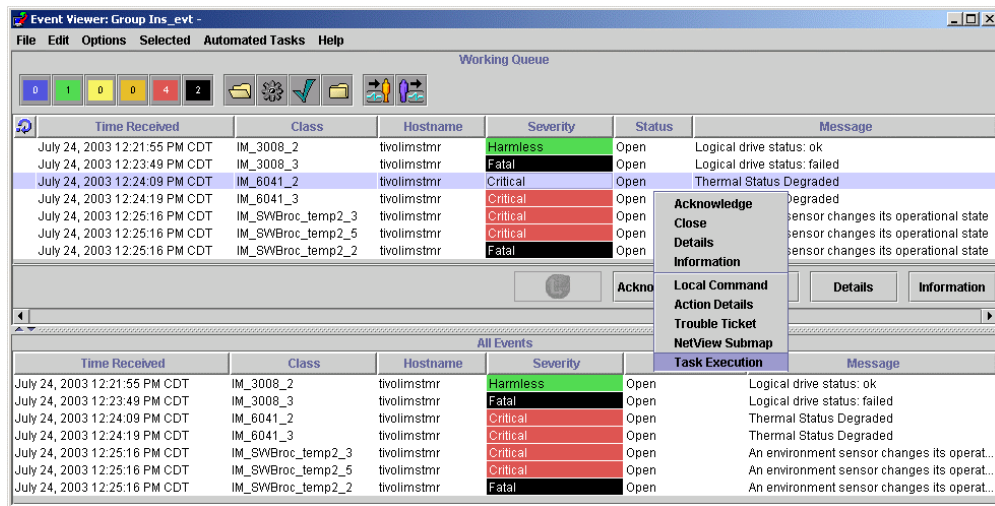 Event Viewer: Group Ins_evt -
File Edit Options Selected Automated Tasks Help
Working Queue
0 1 0 0 4 2
Time Received Class Hostname Severity Status Message
July 24, 2003 12:21:55 PM CDT IM_3008_2 tivolimstmr Harmless Open Logical drive status: ok
July 24, 2003 12:23:49 PM CDT IM_3008_3 tivolimstmr Fatal Open Logical drive status: failed
July 24, 2003 12:24:09 PM CDT IM_6041_2 tivolimstmr Critical Open Thermal Status Degraded
July 24, 2003 12:24:19 PM CDT IM_6041_3 tivolimstmr Critical Open Degraded
July 24, 2003 12:25:16 PM CDT IM_SWBroc_temp2_3 tivolimstmr Critical Open sensor changes its operational state
July 24, 2003 12:25:16 PM CDT IM_SWBroc_temp2_5 tivolimstmr Critical Open sensor changes its operational state
July 24, 2003 12:25:16 PM CDT IM_SWBroc_temp2_2 tivolimstmr Fatal Open sensor changes its operational state
Acknowledge
Close
Details
Information
Local Command
Action Details
Trouble Ticket
NetView Submap
Task Execution
Ackno Details Information
All Events
Time Received Class Hostname Severity Message
July 24, 2003 12:21:55 PM CDT IM_3008_2 tivolimstmr Harmless Open Logical drive status: ok
July 24, 2003 12:23:49 PM CDT IM_3008_3 tivolimstmr Fatal Open Logical drive status: failed
July 24, 2003 12:24:09 PM CDT IM_6041_2 tivolimstmr Critical Open Thermal Status Degraded
July 24, 2003 12:24:19 PM CDT IM_6041_3 tivolimstmr Critical Open Thermal Status Degraded
July 24, 2003 12:25:16 PM CDT IM_SWBroc_temp2_3 tivolimstmr Critical Open An environment sensor changes its operat...
July 24, 2003 12:25:16 PM CDT IM_SWBroc_temp2_5 tivolimstmr Critical Open An environment sensor changes its operat...
July 24, 2003 12:25:16 PM CDT IM_SWBroc_temp2_2 tivolimstmr Fatal Open An environment sensor changes its operat...